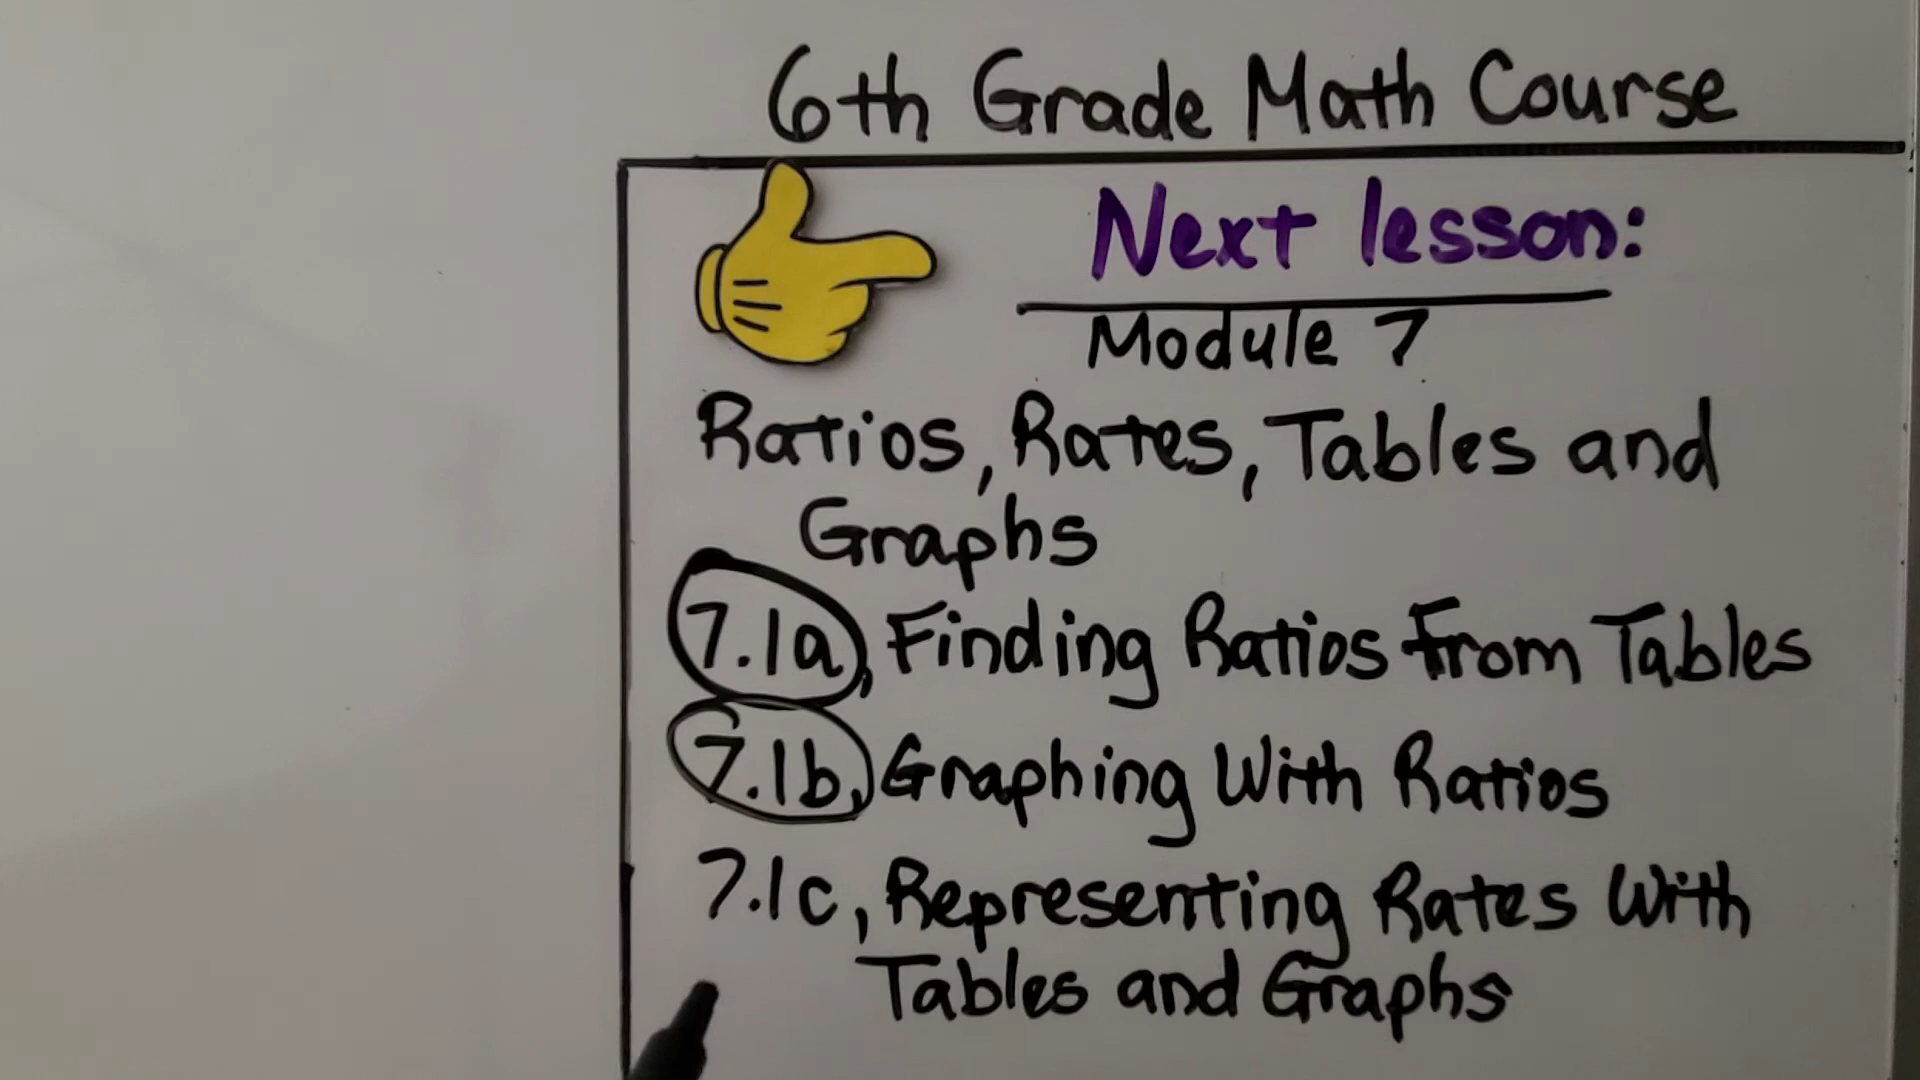 6th Grade Math Course
Next lesson:
Module 7
Ratios, Rates, Tables and
Graphs
7.1a, Finding Ratios From Tables
7.1b, Graphing With Ratios
7.1c, Representing Rates With
Tables and Graphs